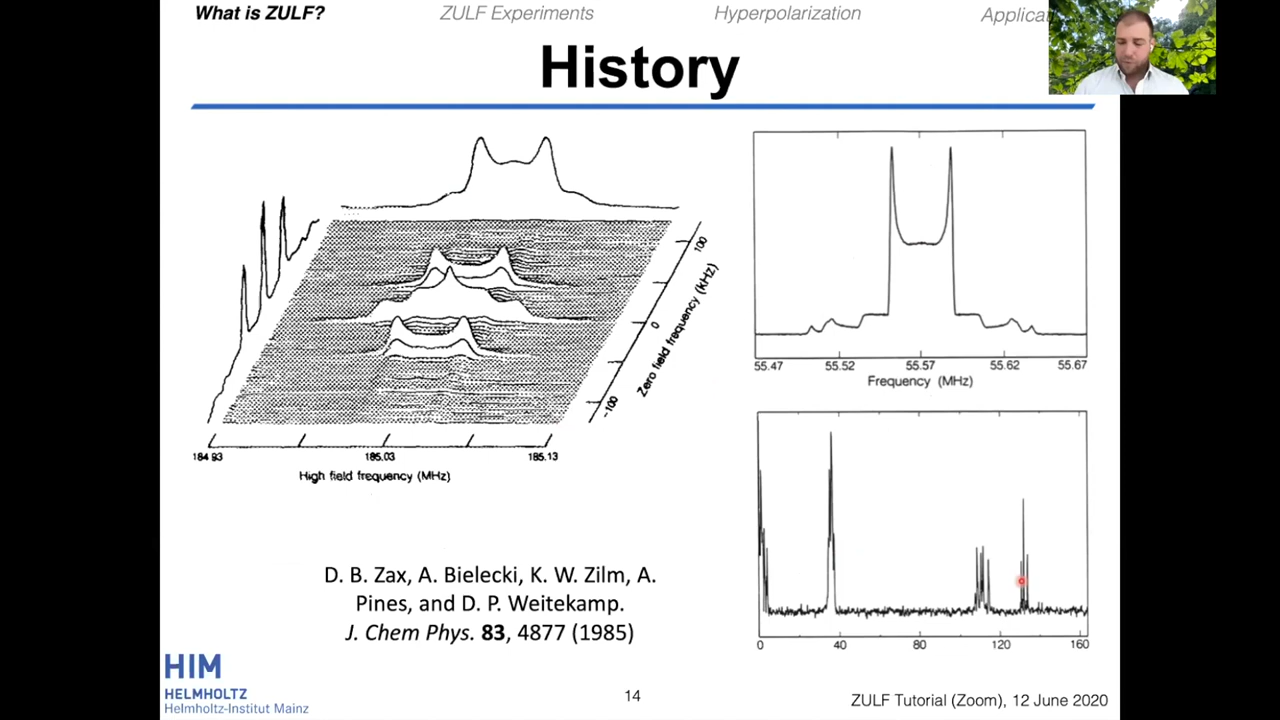 What is ZULF?
ZULF Experiments
Hyperpolarization
Applicat
History
100
0
-100
Zero field frequency (kHz)
184.93
185.03
185.13
High field frequency (MHz)
55.47
55.52
55.57
55.62
55.67
Frequency (MHz)
0
40
80
120
160
D. B. Zax, A. Bielecki, K. W. Zilm, A.
Pines, and D. P. Weitekamp.
J. Chem Phys. 83, 4877 (1985)
HIM
HELMHOLTZ
Helmholtz-Institut Mainz
14
ZULF Tutorial (Zoom), 12 June 2020